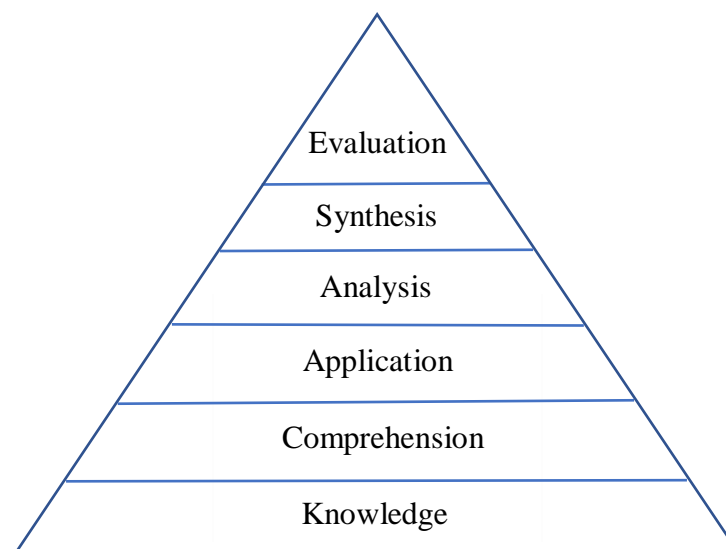 Evaluation
Synthesis
Analysis
Application
Comprehension
Knowledge